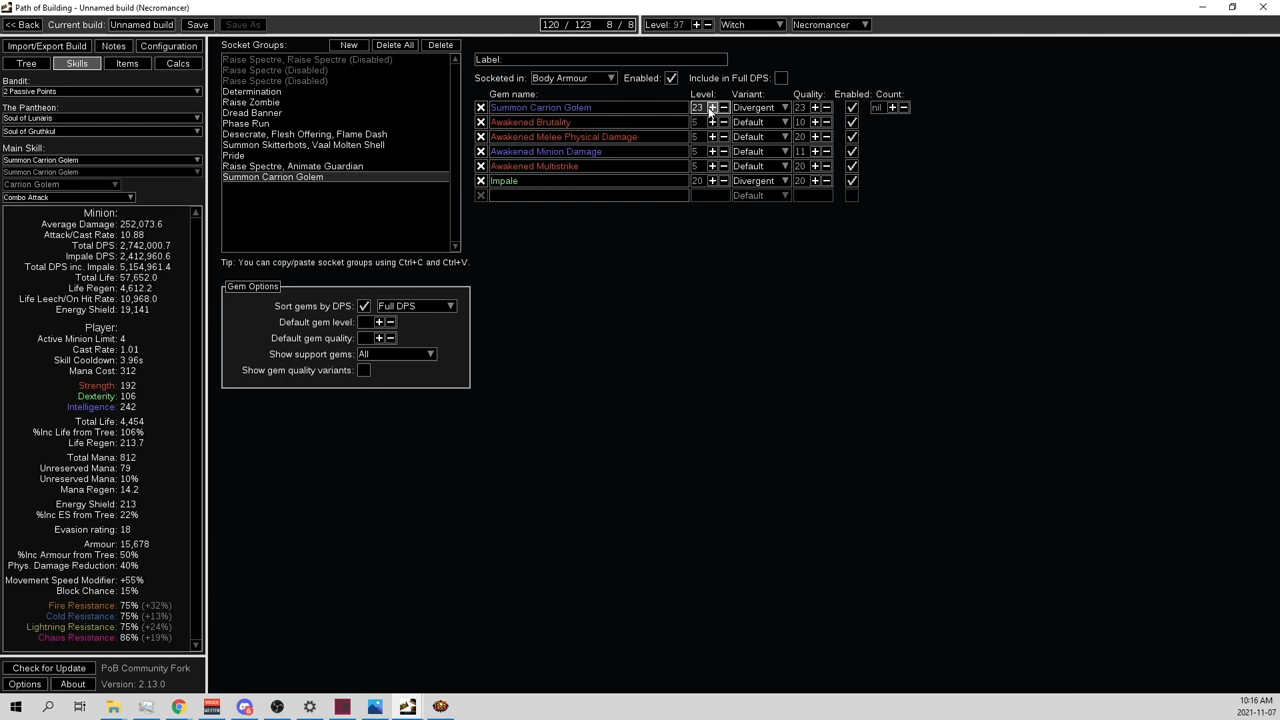 Path of Building - Unnamed build (Necromancer)
<< Back Current build: Unnamed build Save Save As 120 / 123 8 / 8 Level: 97 + − Witch Necromancer
Import/Export Build Notes Configuration
Tree Skills Items Calcs
Bandit:
2 Passive Points
The Pantheon:
Soul of Lunaris
Soul of Gruthkul
Main Skill:
Summon Carrion Golem
Summon Carrion Golem
Carrion Golem
Combo Attack
Minion:
Average Damage: 252,073.6
Attack/Cast Rate: 10.88
Total DPS: 2,742,000.7
Impale DPS: 2,412,960.6
Total DPS inc. Impale: 5,154,961.4
Total Life: 57,652.0
Life Regen: 4,612.2
Life Leech/On Hit Rate: 10,968.0
Energy Shield: 19,141
Player:
Active Minion Limit: 4
Cast Rate: 1.01
Skill Cooldown: 3.96s
Mana Cost: 312
Strength: 192
Dexterity: 106
Intelligence: 242
Total Life: 4,454
%Inc Life from Tree: 106%
Life Regen: 213.7
Total Mana: 812
Unreserved Mana: 79
Unreserved Mana: 10%
Mana Regen: 14.2
Energy Shield: 213
%Inc ES from Tree: 22%
Evasion rating: 18
Armour: 15,678
%Inc Armour from Tree: 50%
Phys. Damage Reduction: 40%
Movement Speed Modifier: +55%
Block Chance: 15%
Fire Resistance: 75% (+32%)
Cold Resistance: 75% (+13%)
Lightning Resistance: 75% (+24%)
Chaos Resistance: 86% (+19%)
Check for Update PoB Community Fork
Options About Version: 2.13.0
Socket Groups: New Delete All Delete
Raise Spectre, Raise Spectre (Disabled)
Raise Spectre (Disabled)
Raise Spectre (Disabled)
Determination
Raise Zombie
Dread Banner
Phase Run
Desecrate, Flesh Offering, Flame Dash
Summon Skitterbots, Vaal Molten Shell
Pride
Raise Spectre, Animate Guardian
Summon Carrion Golem
Tip: You can copy/paste socket groups using Ctrl+C and Ctrl+V.
Gem Options
Sort gems by DPS: Full DPS
Default gem level: + −
Default gem quality: + −
Show support gems: All
Show gem quality variants:
Label:
Socketed in: Body Armour Enabled: Include in Full DPS:
Gem name: Level: Variant: Quality: Enabled: Count:
Summon Carrion Golem 23 + − Divergent 23 + − nil + −
Awakened Brutality 5 + − Default 10 + −
Awakened Melee Physical Damage 5 + − Default 20 + −
Awakened Minion Damage 5 + − Default 11 + −
Awakened Multistrike 5 + − Default 20 + −
Impale 20 + − Divergent 20 + −
Default
10:16 AM
2021-11-07